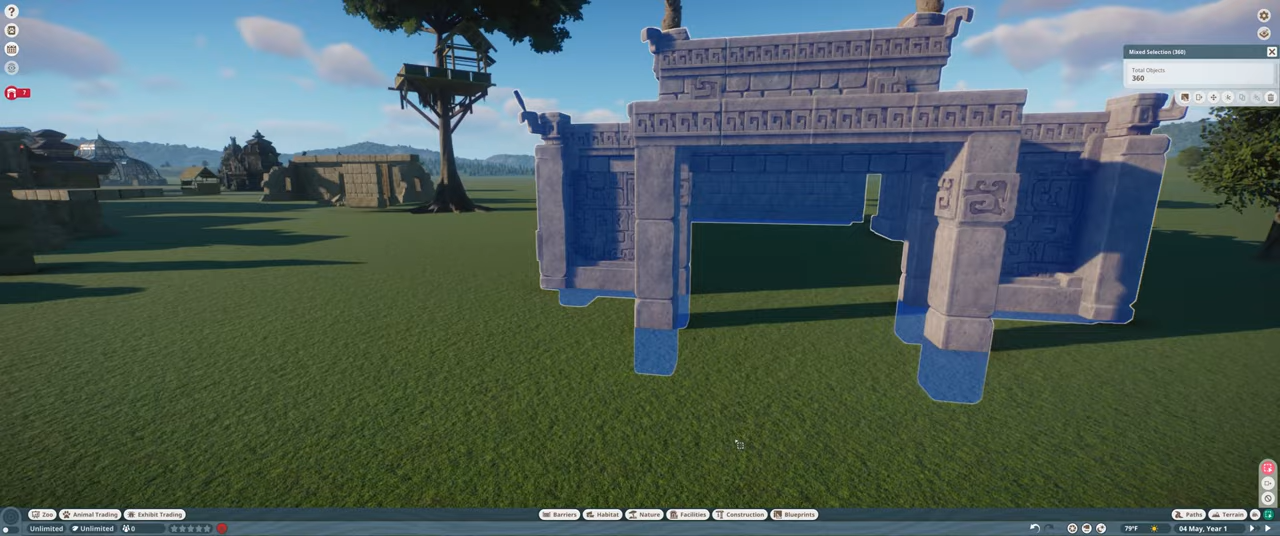 ?
Mixed Selection (360)
Total Objects
360
7
Zoo
Animal Trading
Exhibit Trading
Barriers
Habitat
Nature
Facilities
Construction
Blueprints
Paths
Terrain
Unlimited
Unlimited
0
79°F
04 May, Year 1